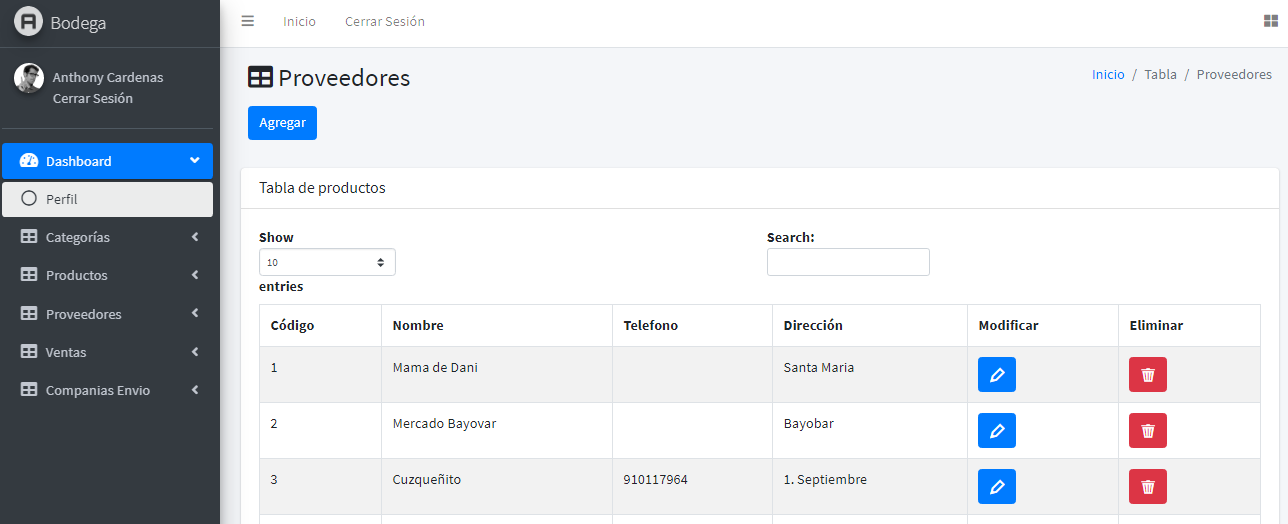 Bodega
Anthony Cardenas
Cerrar Sesión
Dashboard
Perfil
Categorías
Productos
Proveedores
Ventas
Companias Envio
Inicio
Cerrar Sesión
Proveedores
Inicio / Tabla / Proveedores
Agregar
Tabla de productos
Show
10
entries
Search:
Código Nombre Telefono Dirección Modificar Eliminar
1 Mama de Dani Santa Maria
2 Mercado Bayovar Bayobar
3 Cuzqueñito 910117964 1. Septiembre